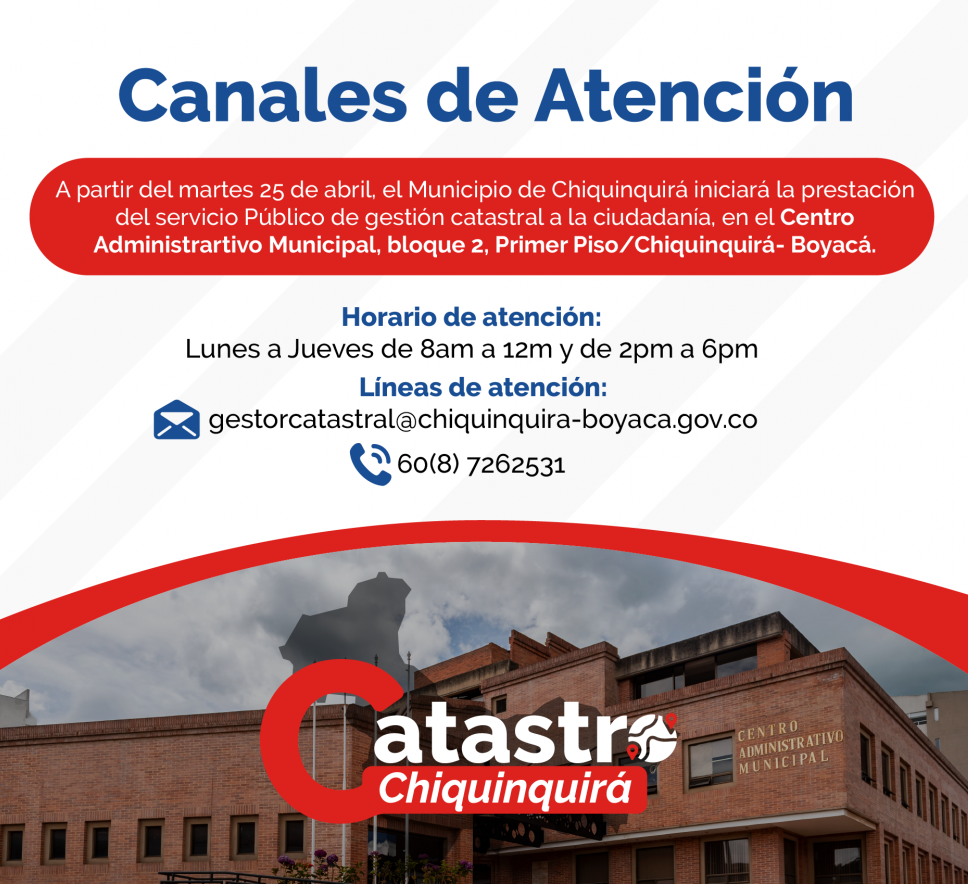 Canales de Atención
A partir del martes 25 de abril, el Municipio de Chiquinquirá iniciará la prestación
del servicio Público de gestión catastral a la ciudadanía, en el Centro
Administrartivo Municipal, bloque 2, Primer Piso/Chiquinquirá- Boyacá.
Horario de atención:
Lunes a Jueves de 8am a 12m y de 2pm a 6pm
Líneas de atención:
gestorcatastral@chiquinquira-boyaca.gov.co
60(8) 7262531
Catastro
Chiquinquirá
CENTRO
ADMINISTRATIVO
MUNICIPAL